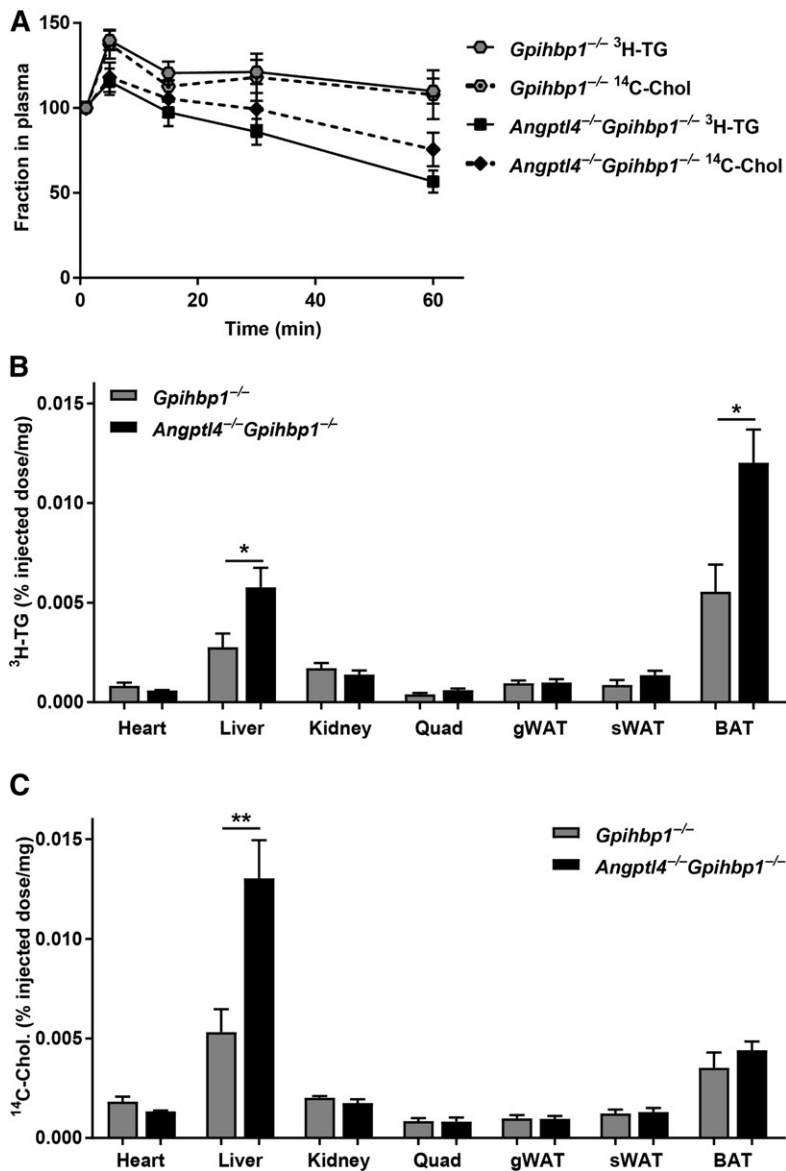 A
150
100
50
0
Fraction in plasma
0
20
40
60
Time (min)
Gpihbp1⁻/⁻ ³H-TG
Gpihbp1⁻/⁻ ¹⁴C-Chol
Angptl4⁻/⁻Gpihbp1⁻/⁻ ³H-TG
Angptl4⁻/⁻Gpihbp1⁻/⁻ ¹⁴C-Chol
B
0.015
0.010
0.005
0.000
³H-TG (% injected dose/mg)
Gpihbp1⁻/⁻
Angptl4⁻/⁻Gpihbp1⁻/⁻
*
*
Heart Liver Kidney Quad gWAT sWAT BAT
C
0.015
0.010
0.005
0.000
¹⁴C-Chol. (% injected dose/mg)
**
Gpihbp1⁻/⁻
Angptl4⁻/⁻Gpihbp1⁻/⁻
Heart Liver Kidney Quad gWAT sWAT BAT